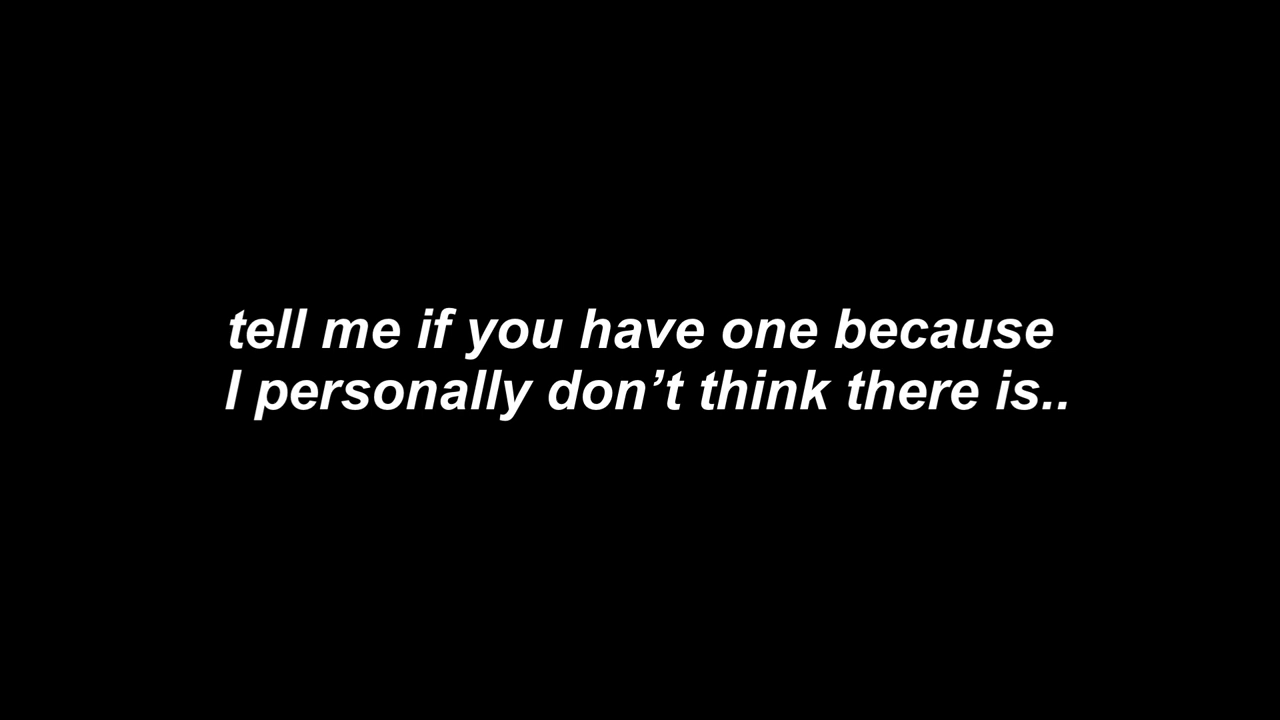 tell me if you have one because
I personally don’t think there is..